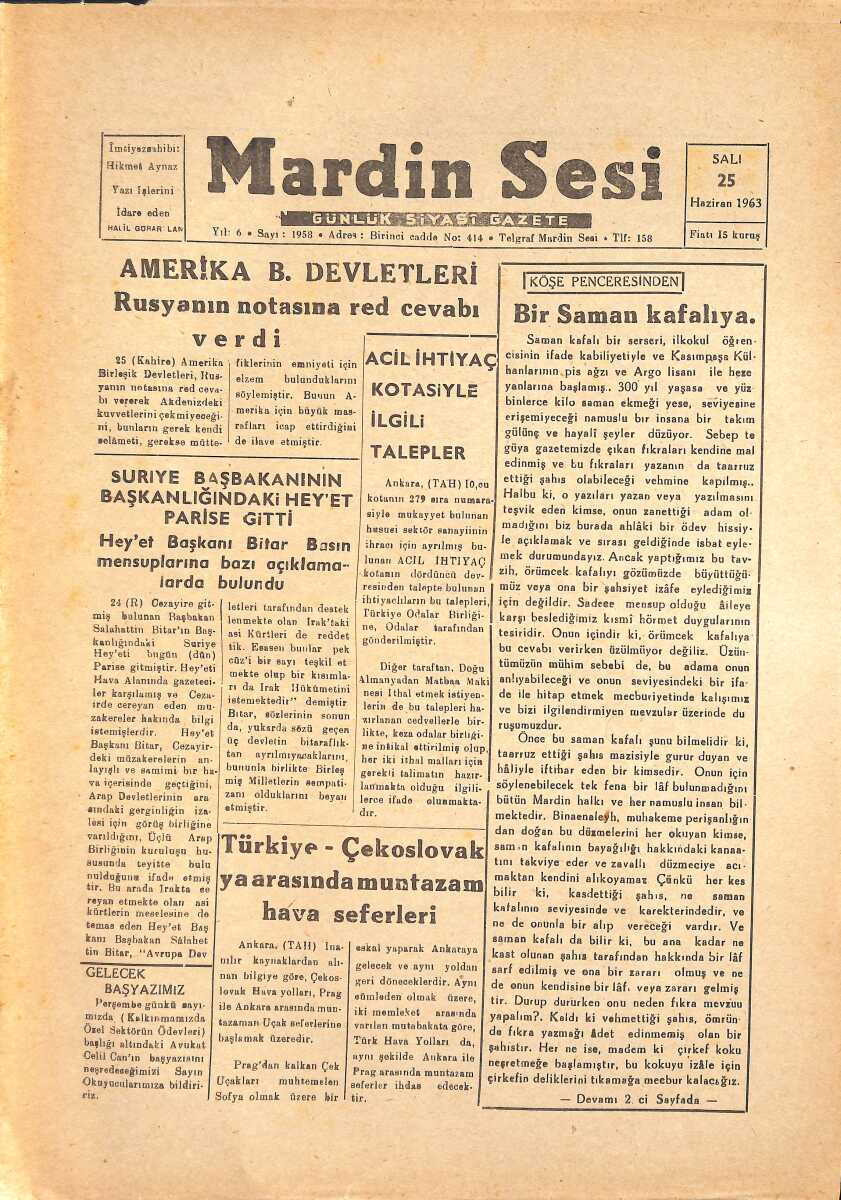 İmtiyazsahibi:
Hikmet Aynaz
Yazı İşlerini
İdare eden
Mardin Sesi
GÜNLÜK SİYASİ GAZETE
Yıl: 6 • Sayı: 1958 • Adres: Birinci cadde No: 414 • Telgraf Mardin Sesi • Tlf: 158
SALI
25
Haziran 1963
Fiatı 15 kuruş
AMERİKA B. DEVLETLERİ
Rusyanın notasına red cevabı
verdi
25 (Kahire) Amerika
Birleşik Devletleri, Rus-
yanın notasına red ceva-
bı vererek Akdenizdeki
kuvvetlerini çekmiyeceği-
ni, bunların gerek kendi
selâmeti, gerekse mütte-
fiklerinin emniyeti için
elzem bulunduklarını
söylemiştir. Bunun A-
merika için büyük mas-
rafları icap ettirdiğini
de ilave etmiştir.
SURİYE BAŞBAKANININ
BAŞKANLIĞINDAKİ HEY'ET
PARİSE GİTTİ
Hey'et Başkanı Bitar Basın
mensuplarına bazı açıklama-
larda bulundu
24 (R) Cezayire git-
miş bulunan Başbakan
Salahattin Bitar'ın Baş-
kanlığındaki Suriye
Hey'eti bugün (dün)
Parise gitmiştir. Hey'eti
Hava Alanında gazeteci-
ler karşılamış ve Ceza-
irde cereyan eden mu-
zakereler hakında bilgi
istemişlerdir. Hey'et
Başkanı Bitar, Cezayir-
deki müzakerelerin an-
layışlı ve samimi bir ha-
va içerisinde geçtiğini,
Arap Devletlerinin ara
sındaki gerginliğin iza-
lesi için görüş birliğine
varıldığını, Üçlü Arap
Birliğinin kuruluşu hu-
susunda teyitte bulu
nulduğunu ifade etmiş
tir. Bu arada Irakta ce
reyan etmekte olan asi
kürtlerin meselesine de
temas eden Hey'et Baş
kanı Başbakan Sâlahet
tin Bitar, "Avrupa Dev
letleri tarafından destek
lenmekte olan Irak'taki
asi Kürtleri de reddet
tik. Esasen bunlar pek
cüz'i bir sayı teşkil et
mekte olup bir kısımla-
rı da Irak Hükümetini
istemektedir" demiştir
Bitar, sözlerinin sonun
da, yukarda sözü geçen
üç devletin bitaraflık-
tan ayrılmıyacaklarını,
bununla birlikte Birleş
miş Milletlerin sempati-
zanı olduklarını beyan
etmiştir.
GELECEK
BAŞYAZIMIZ
Perşembe günkü sayı-
mızda (Kalkınmamızda
Özel Sektörün Ödevleri)
başlığı altındaki Avukat
Celil Can'ın başyazısını
neşredeceğimizi Sayın
Okuyucularımıza bildiri-
riz.
ACİL İHTİYAÇ
KOTASİYLE
İLGİLİ
TALEPLER
Ankara, (TAH)
kotanın 279 sıra numara-
siyle mukayyet bulunan
hususi sektör sanayiinin
ihracı için ayrılmış bu-
lunan ACİL İHTİYAÇ
kotanın dördüncü dev-
resinden talepte bulunan
ihtiyaçlıların bu talepleri,
Türkiye Odalar Birliği-
ne, Odalar tarafından
gönderilmiştir.
Diğer taraftan, Doğu
Almanyadan Matbaa Maki
nesi İthal etmek istiyen-
lerin de bu talepleri ha-
zırlanan cedvellerle bir-
likte, keza odalar birliği-
ne intikal ettirilmiş olup,
her iki ithal malları için
gerekli talimatın hazır-
lanmakta olduğu ilgili-
lerce ifade olunmakta-
dır.
Türkiye - Çekoslovak
ya arasında muntazam
hava seferleri
Ankara, (TAH) İna-
nılır kaynaklardan alı-
nan bilgiye göre, Çekos-
lovak Hava yolları, Prag
ile Ankara arasında mun-
tazaman Uçak seferlerine
başlamak üzeredir.
Prag'dan kalkan Çek
Uçakları muhtemelen
Sofya olmak üzere bir
eskal yaparak Ankaraya
gelecek ve aynı yoldan
geri döneceklerdir. Aynı
cümleden olmak üzere,
iki memleket arasında
varılan mutabakata göre,
Türk Hava Yolları da,
aynı şekilde Ankara ile
Prag arasında muntazam
seferler ihdas edecek-
tir.
KÖŞE PENCERESİNDEN
Bir Saman kafalıya.
Saman kafalı bir serseri, ilkokul öğren-
cisinin ifade kabiliyetiyle ve Kasımpaşa Kül-
hanlarının pis ağzı ve Argo lisanı ile heze
yanlarına başlamış.. 300 yıl yaşasa ve yüz
binlerce kilo saman ekmeği yese, seviyesine
erişemiyeceği namuslu bir insana bir takım
gülünç ve hayali şeyler düzüyor. Sebep te
güya gazetemizde çıkan fıkraları kendine mal
edinmiş ve bu fıkraları yazanın da taarruz
ettiği şahıs olabileceği vehmine kapılmış..
Halbu ki, o yazıları yazan veya yazılmasını
teşvik eden kimse, onun zanettiği adam ol
madığını biz burada ahlâki bir ödev hissiy-
le açıklamak ve sırası geldiğinde isbat eyle-
mek durumundayız. Ancak yaptığımız bu tav-
zih, örümcek kafalıyı gözümüzde büyüttüğü-
müz veya ona bir şahsiyet izâfe eylediğimiz
için değildir. Sadece mensup olduğu âileye
karşı beslediğimiz kısmî hörmet duygularının
tesiridir. Onun içindir ki, örümcek kafalıya
bu cevabı verirken üzülmüyor değiliz. Üzün-
tümüzün mühim sebebi de, bu adama onun
anlıyabileceği ve onun seviyesindeki bir ifa-
de ile hitap etmek mecburiyetinde kalışımız
ve bizi ilgilendirmiyen mevzular üzerinde du
ruşumuzdur.
Önce bu saman kafalı şunu bilmelidir ki,
taarruz ettiği şahıs mazisiyle gurur duyan ve
hâliyle iftihar eden bir kimsedir. Onun için
söylenebilecek tek fena bir lâf bulunmadığını
bütün Mardin halkı ve her namuslu insan bil-
mektedir. Binaenaleyh, muhakeme perişanlığın
dan doğan bu düzmelerini her okuyan kimse,
saman kafalının bayağılığı hakkındaki kanaa-
tını takviye eder ve zavallı düzmeciye acı-
maktan kendini alıkoyamaz Çünkü her kes
bilir ki, kasdettiği şahıs, ne saman
kafalının seviyesinde ve karekterindedir, ve
ne de onunla bir alıp vereceği vardır. Ve
saman kafalı da bilir ki, bu ana kadar ne
kast olunan şahıs tarafından hakkında bir lâf
sarf edilmiş ve ona bir zararı olmuş ve ne
de onun kendisine bir lâf. veya zararı gelmiş
tir. Durup dururken onu neden fıkra mevzuu
yapalım?. Kaldı ki vehmettiği şahıs, ömrün
de fıkra yazmağı âdet edinmemiş olan bir
şahıstır. Her ne ise, madem ki çirkef koku
neşretmeğe başlamıştır, bu kokuyu izâle için
çirkefin deliklerini tıkamağa mecbur kalacağız.
— Devamı 2. ci Sayfada —